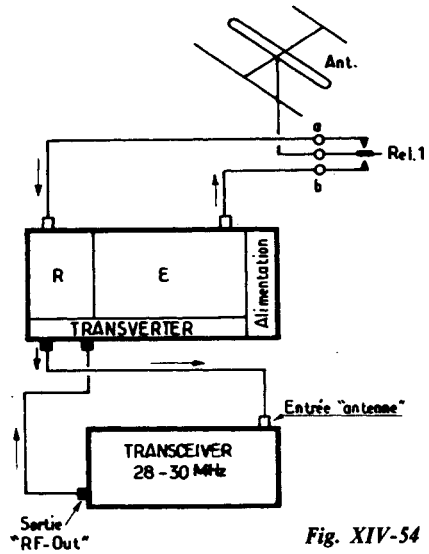 Ant.
a
Rel.1
b
R
E
Alimentation
TRANSVERTER
Entrée "antenne"
TRANSCEIVER
28-30 MHz
Sortie
"RF-Out"
Fig. XIV-54